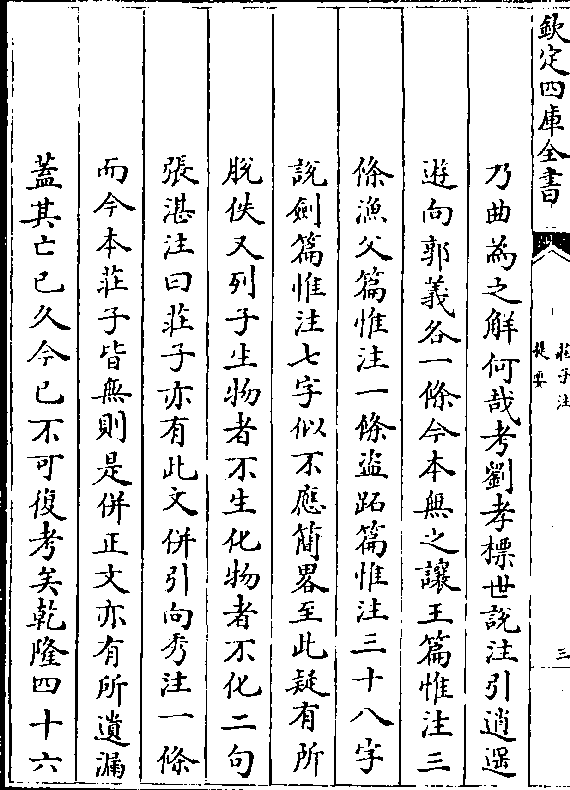 欽定四庫全書
莊子注
提要
三
乃曲為之解何哉考劉孝標世說注引逍遥
遊向郭義各一條今本無之讓王篇惟注三
條漁父篇惟注一條盜跖篇惟注三十八字
說劍篇惟注七字似不應簡畧至此疑有所
脫佚又列子生物者不生化物者不化二句
張湛注曰莊子亦有此文併引向秀注一條
而今本莊子皆無則是併正文亦有所遺漏
蓋其亡已久今已不可復考矣乾隆四十六